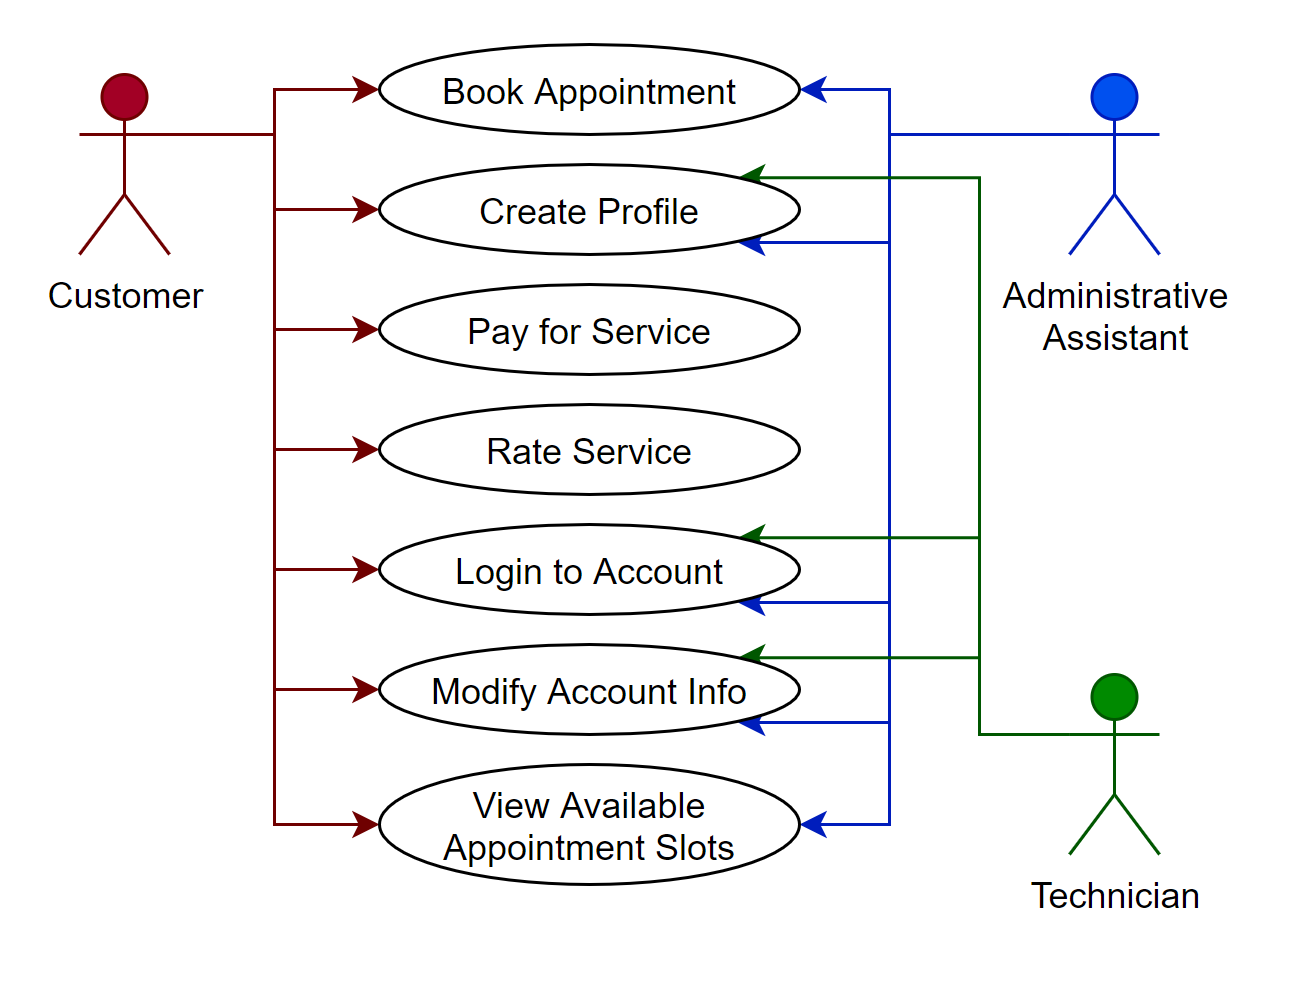 Book Appointment
Create Profile
Customer
Administrative
Assistant
Pay for Service
Rate Service
Login to Account
Modify Account Info
View Available
Appointment Slots
Technician